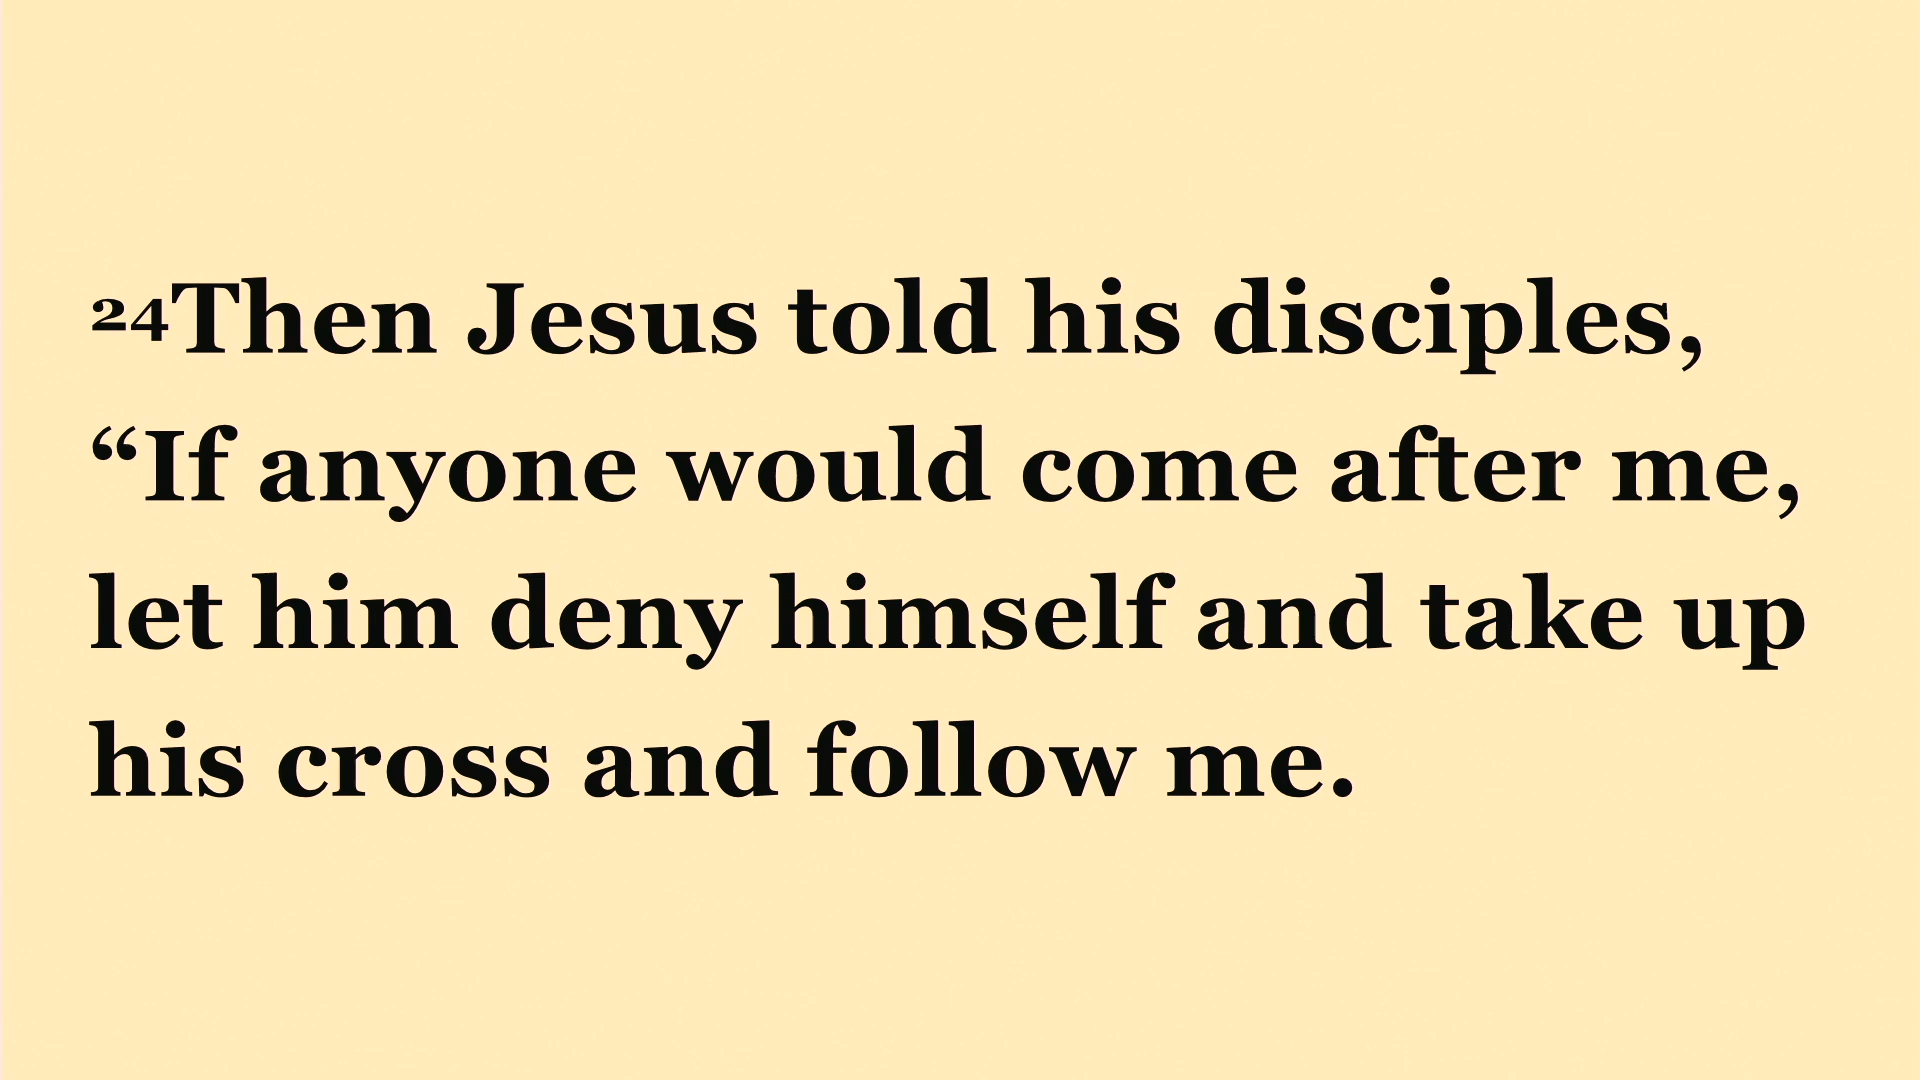 ²⁴Then Jesus told his disciples,
“If anyone would come after me,
let him deny himself and take up
his cross and follow me.